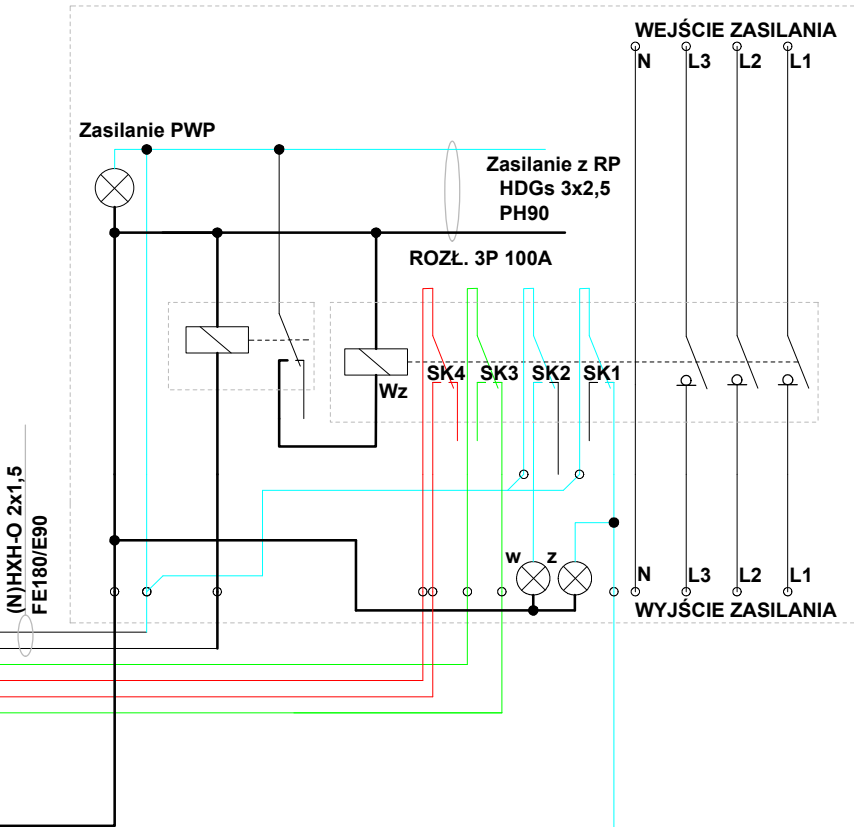 WEJŚCIE ZASILANIA
N L3 L2 L1
Zasilanie PWP
Zasilanie z RP
HDGs 3x2,5
PH90
ROZŁ. 3P 100A
SK4 SK3 SK2 SK1
Wz
(N)HXH-O 2x1,5
FE180/E90
w z
N L3 L2 L1
WYJŚCIE ZASILANIA